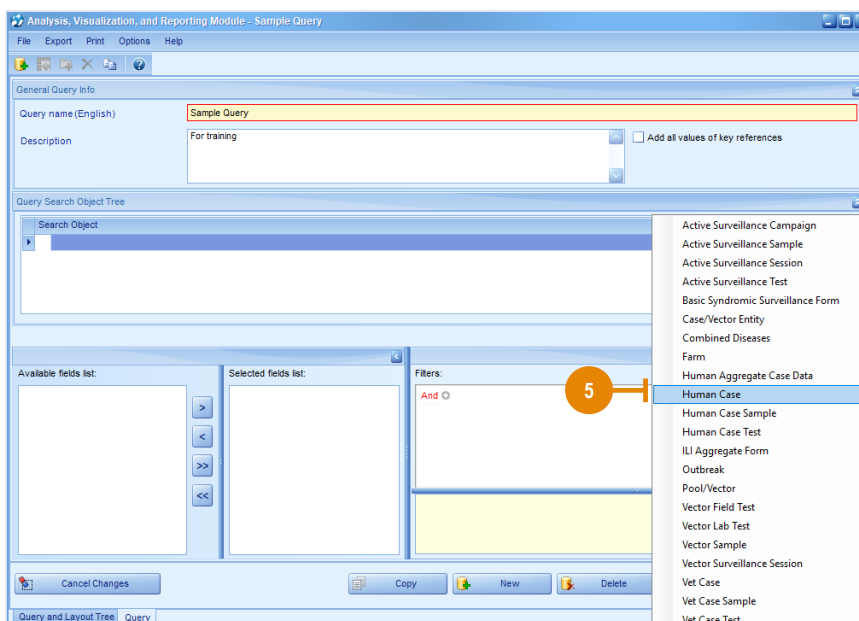 Analysis, Visualization, and Reporting Module - Sample Query
File Export Print Options Help
General Query Info
Query name (English) Sample Query
Description For training
Add all values of key references
Query Search Object Tree
Search Object
Active Surveillance Campaign
Active Surveillance Sample
Active Surveillance Session
Active Surveillance Test
Basic Syndromic Surveillance Form
Case/Vector Entity
Combined Diseases
Farm
Human Aggregate Case Data
Human Case
Human Case Sample
Human Case Test
ILI Aggregate Form
Outbreak
Pool/Vector
Vector Field Test
Vector Lab Test
Vector Sample
Vector Surveillance Session
Vet Case
Vet Case Sample
Vet Case Test
5
Available fields list: Selected fields list: Filters:
And
>
<
>>
<<
Cancel Changes Copy New Delete
Query and Layout Tree Query